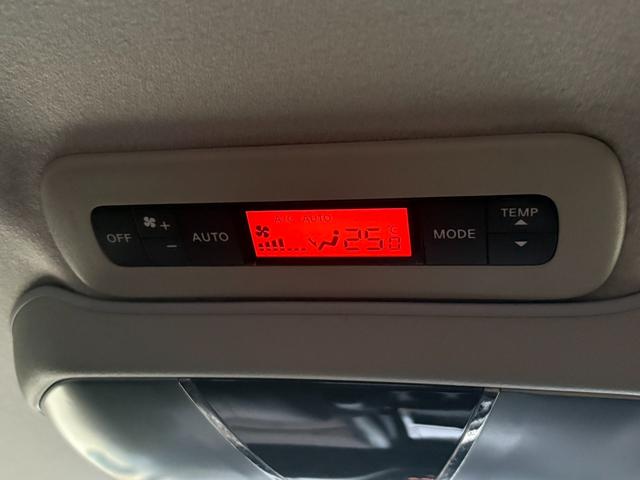 A/C AUTO
TEMP
OFF
+
-
AUTO
25.0
°C
MODE